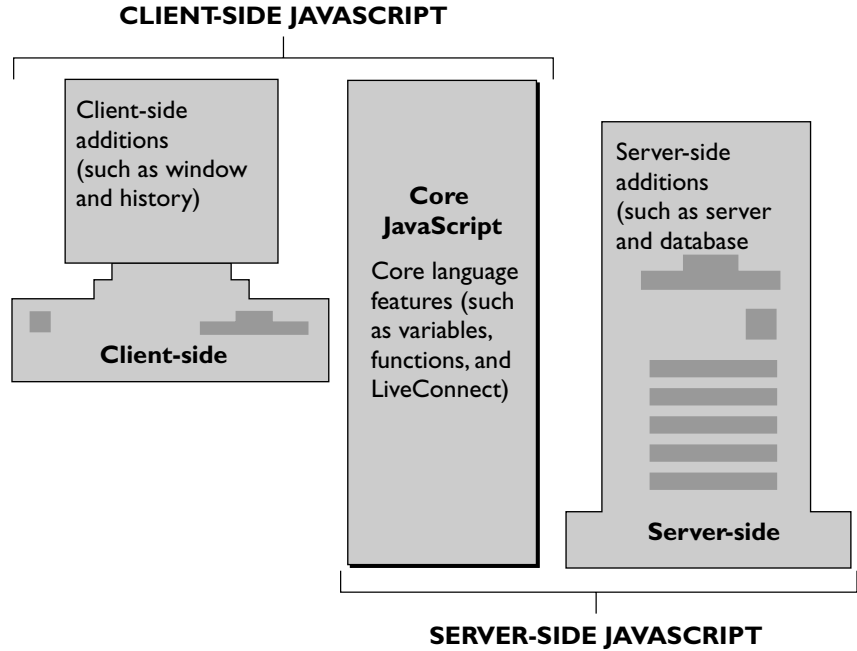 CLIENT-SIDE JAVASCRIPT
Client-side
additions
(such as window
and history)
Client-side
Core
JavaScript
Core language
features (such
as variables,
functions, and
LiveConnect)
Server-side
additions
(such as server
and database
Server-side
SERVER-SIDE JAVASCRIPT